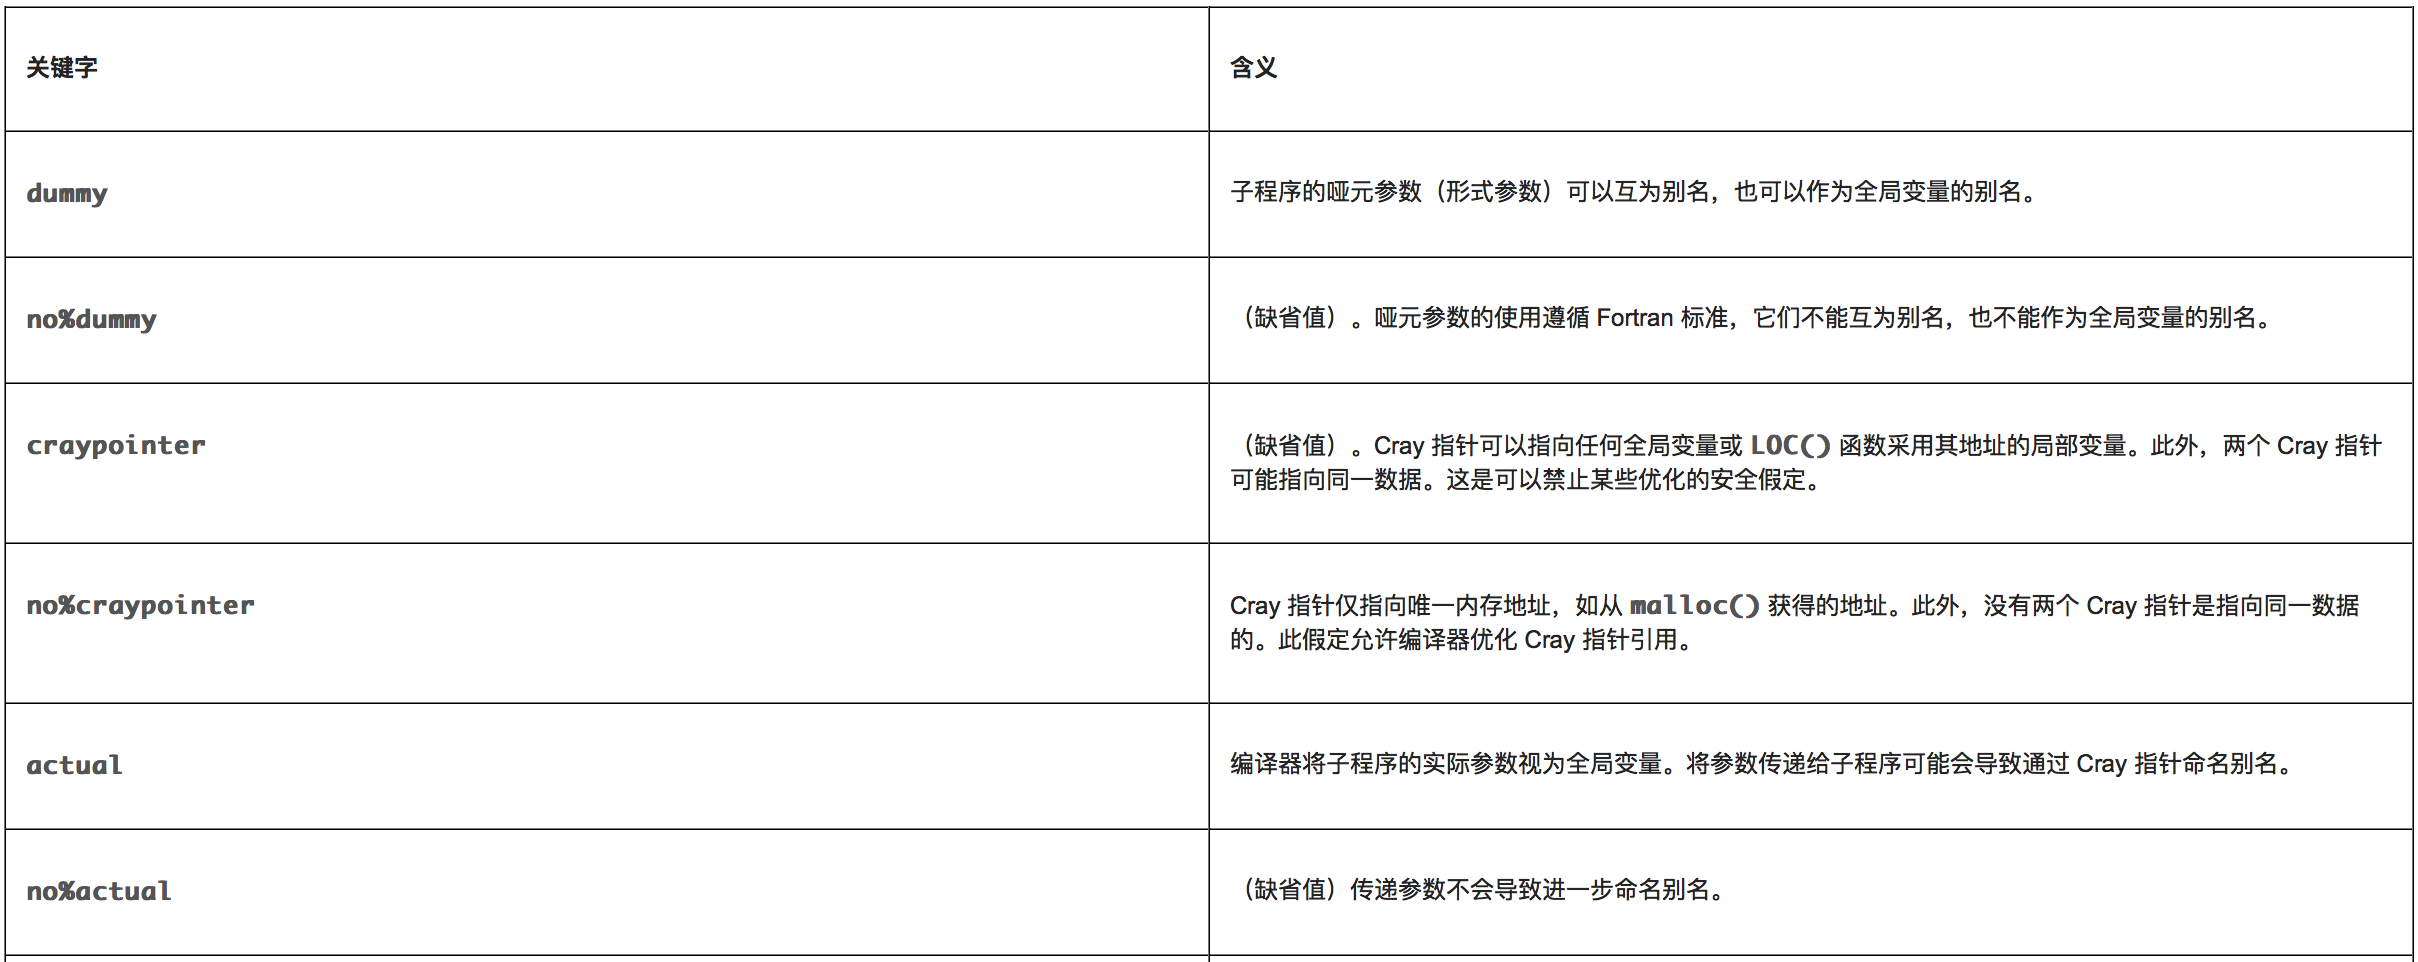 关键字
含义
dummy
子程序的哑元参数（形式参数）可以互为别名，也可以作为全局变量的别名。
no%dummy
（缺省值）。哑元参数的使用遵循 Fortran 标准，它们不能互为别名，也不能作为全局变量的别名。
craypointer
（缺省值）。Cray 指针可以指向任何全局变量或 LOC() 函数采用其地址的局部变量。此外，两个 Cray 指针
可能指向同一数据。这是可以禁止某些优化的安全假定。
no%craypointer
Cray 指针仅指向唯一内存地址，如从 malloc() 获得的地址。此外，没有两个 Cray 指针是指向同一数据
的。此假定允许编译器优化 Cray 指针引用。
actual
编译器将子程序的实际参数视为全局变量。将参数传递给子程序可能会导致通过 Cray 指针命名别名。
no%actual
（缺省值）传递参数不会导致进一步命名别名。